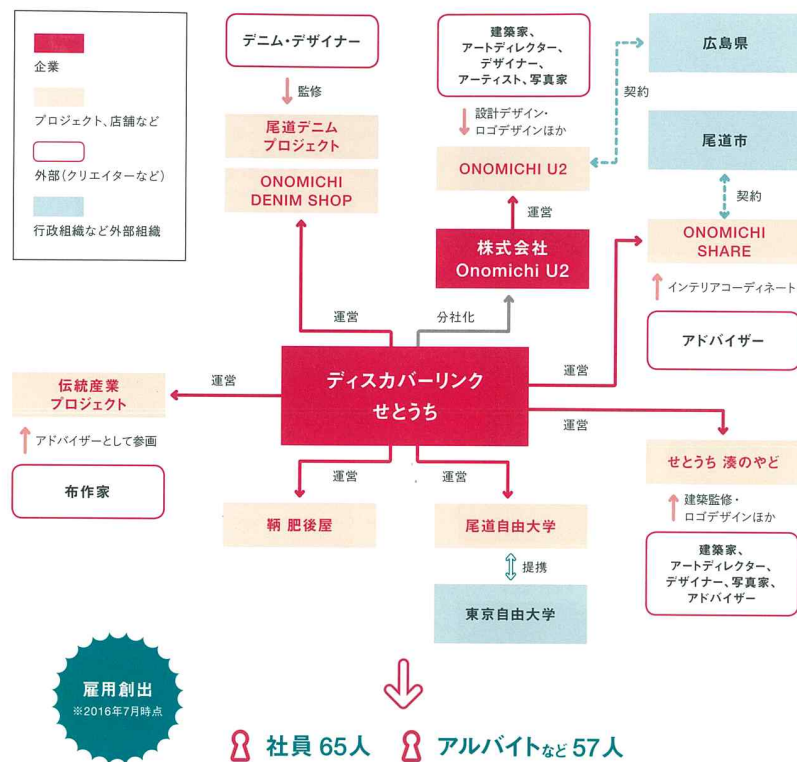 企業
プロジェクト、店舗など
外部(クリエイターなど)
行政組織など外部組織
デニム・デザイナー
監修
尾道デニム
プロジェクト
ONOMICHI
DENIM SHOP
運営
建築家、
アートディレクター、
デザイナー、
アーティスト、写真家
設計デザイン・
ロゴデザインほか
ONOMICHI U2
運営
株式会社
Onomichi U2
分社化
広島県
契約
尾道市
契約
ONOMICHI
SHARE
インテリアコーディネート
アドバイザー
運営
ディスカバーリンク
せとうち
運営
伝統産業
プロジェクト
アドバイザーとして参画
布作家
運営
せとうち 湊のやど
建築監修・
ロゴデザインほか
建築家、
アートディレクター、
デザイナー、写真家、
アドバイザー
運営
鞆 肥後屋
運営
尾道自由大学
提携
東京自由大学
雇用創出
※2016年7月時点
社員 65人
アルバイトなど 57人